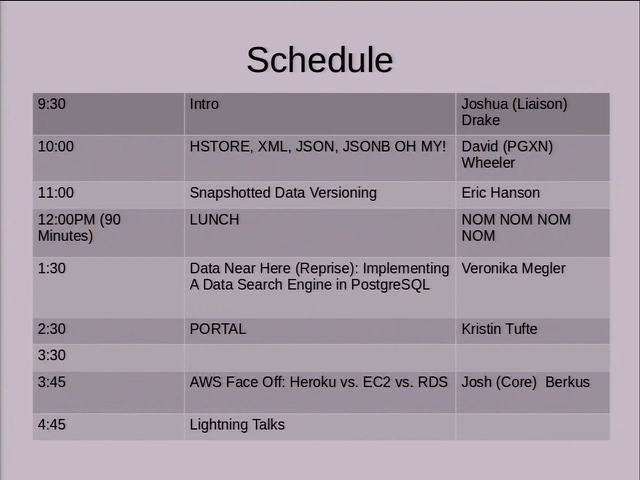 Schedule
9:30 Intro Joshua (Liaison)
Drake
10:00 HSTORE, XML, JSON, JSONB OH MY! David (PGXN)
Wheeler
11:00 Snapshotted Data Versioning Eric Hanson
12:00PM (90 LUNCH NOM NOM NOM
Minutes) NOM
1:30 Data Near Here (Reprise): Implementing Veronika Megler
A Data Search Engine in PostgreSQL
2:30 PORTAL Kristin Tufte
3:30
3:45 AWS Face Off: Heroku vs. EC2 vs. RDS Josh (Core)  Berkus
4:45 Lightning Talks